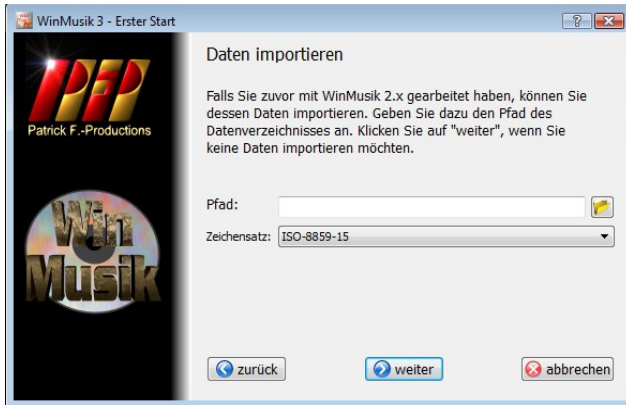 WinMusik 3 - Erster Start
PFP
Patrick F.-Productions
Win
Musik
Daten importieren
Falls Sie zuvor mit WinMusik 2.x gearbeitet haben, können Sie
dessen Daten importieren. Geben Sie dazu den Pfad des
Datenverzeichnisses an. Klicken Sie auf "weiter", wenn Sie
keine Daten importieren möchten.
Pfad:
Zeichensatz: ISO-8859-15
zurück weiter abbrechen